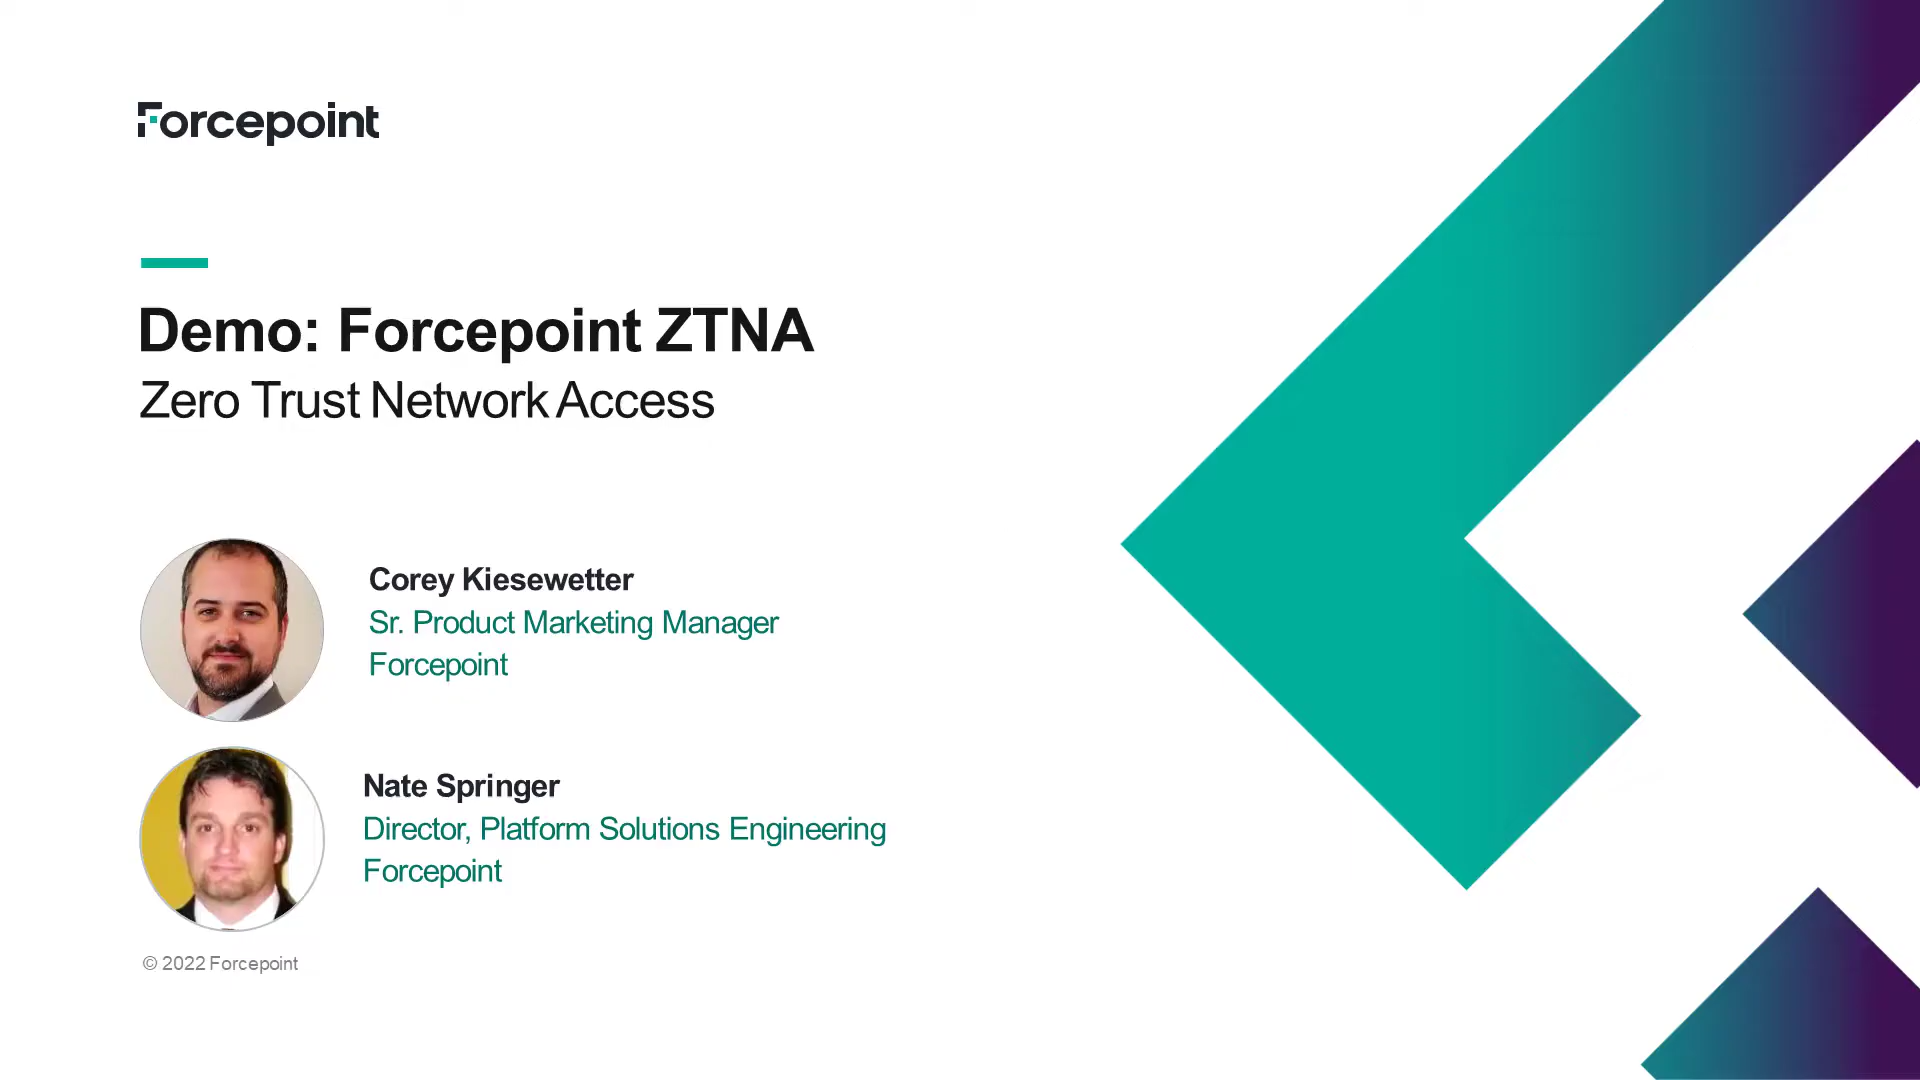 Forcepoint
Demo: Forcepoint ZTNA
Zero Trust Network Access
Corey Kiesewetter
Sr. Product Marketing Manager
Forcepoint
Nate Springer
Director, Platform Solutions Engineering
Forcepoint
© 2022 Forcepoint